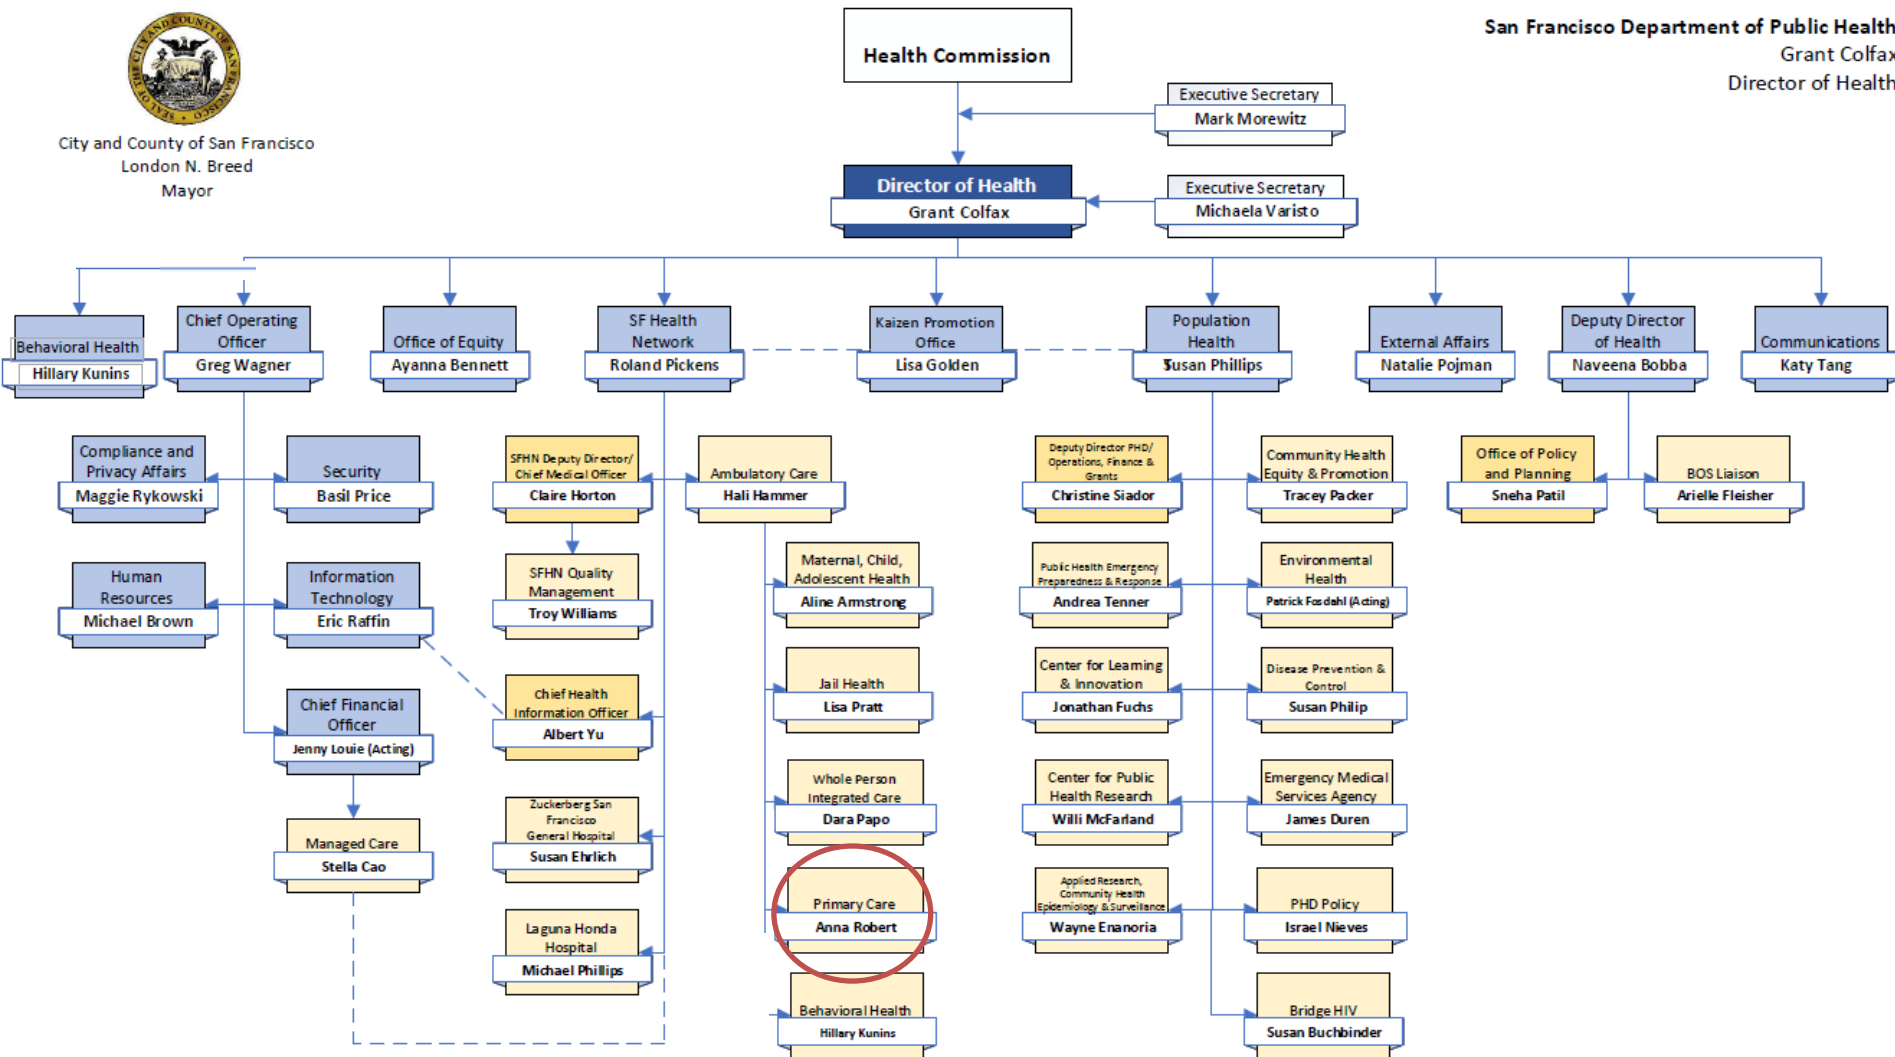 SEAL OF THE CITY AND COUNTY OF SAN FRANCISCO
City and County of San Francisco
London N. Breed
Mayor
Health Commission
San Francisco Department of Public Health
Grant Colfax
Director of Health
Executive Secretary
Mark Morewitz
Director of Health
Grant Colfax
Executive Secretary
Michaela Varisto
Behavioral Health
Hillary Kunins
Chief Operating
Officer
Greg Wagner
Office of Equity
Ayanna Bennett
SF Health
Network
Roland Pickens
Kaizen Promotion
Office
Lisa Golden
Population
Health
Susan Phillips
External Affairs
Natalie Pojman
Deputy Director
of Health
Naveena Bobba
Communications
Katy Tang
Compliance and
Privacy Affairs
Maggie Rykowski
Security
Basil Price
Human
Resources
Michael Brown
Information
Technology
Eric Raffin
Chief Financial
Officer
Jenny Louie (Acting)
Managed Care
Stella Cao
SFHN Deputy Director/
Chief Medical Officer
Claire Horton
SFHN Quality
Management
Troy Williams
Chief Health
Information Officer
Albert Yu
Zuckerberg San
Francisco
General Hospital
Susan Ehrlich
Laguna Honda
Hospital
Michael Phillips
Ambulatory Care
Hali Hammer
Maternal, Child,
Adolescent Health
Aline Armstrong
Jail Health
Lisa Pratt
Whole Person
Integrated Care
Dara Papo
Primary Care
Anna Robert
Behavioral Health
Hillary Kunins
Deputy Director PHD/
Operations, Finance &
Grants
Christine Siador
Community Health
Equity & Promotion
Tracey Packer
Public Health Emergency
Preparedness & Response
Andrea Tenner
Environmental
Health
Patrick Fosdahl (Acting)
Center for Learning
& Innovation
Jonathan Fuchs
Disease Prevention &
Control
Susan Philip
Center for Public
Health Research
Willi McFarland
Emergency Medical
Services Agency
James Duren
Applied Research,
Community Health
Epidemiology & Surveillance
Wayne Enanoria
PHD Policy
Israel Nieves
Bridge HIV
Susan Buchbinder
Office of Policy
and Planning
Sneha Patil
BOS Liaison
Arielle Fleisher